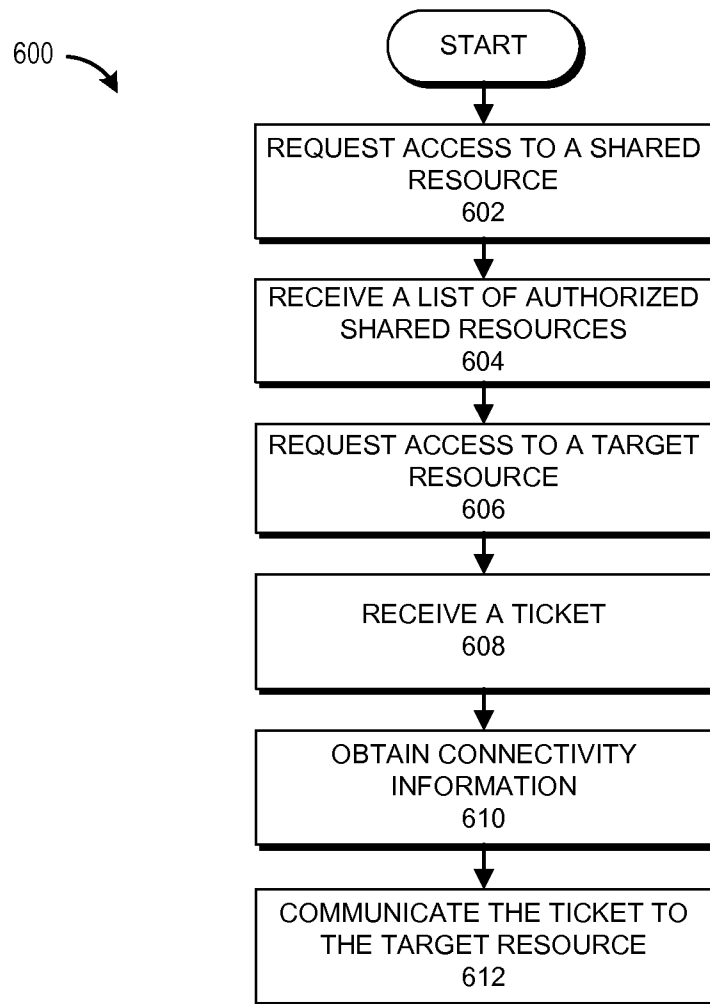 600
START
REQUEST ACCESS TO A SHARED
RESOURCE
602
RECEIVE A LIST OF AUTHORIZED
SHARED RESOURCES
604
REQUEST ACCESS TO A TARGET
RESOURCE
606
RECEIVE A TICKET
608
OBTAIN CONNECTIVITY
INFORMATION
610
COMMUNICATE THE TICKET TO
THE TARGET RESOURCE
612